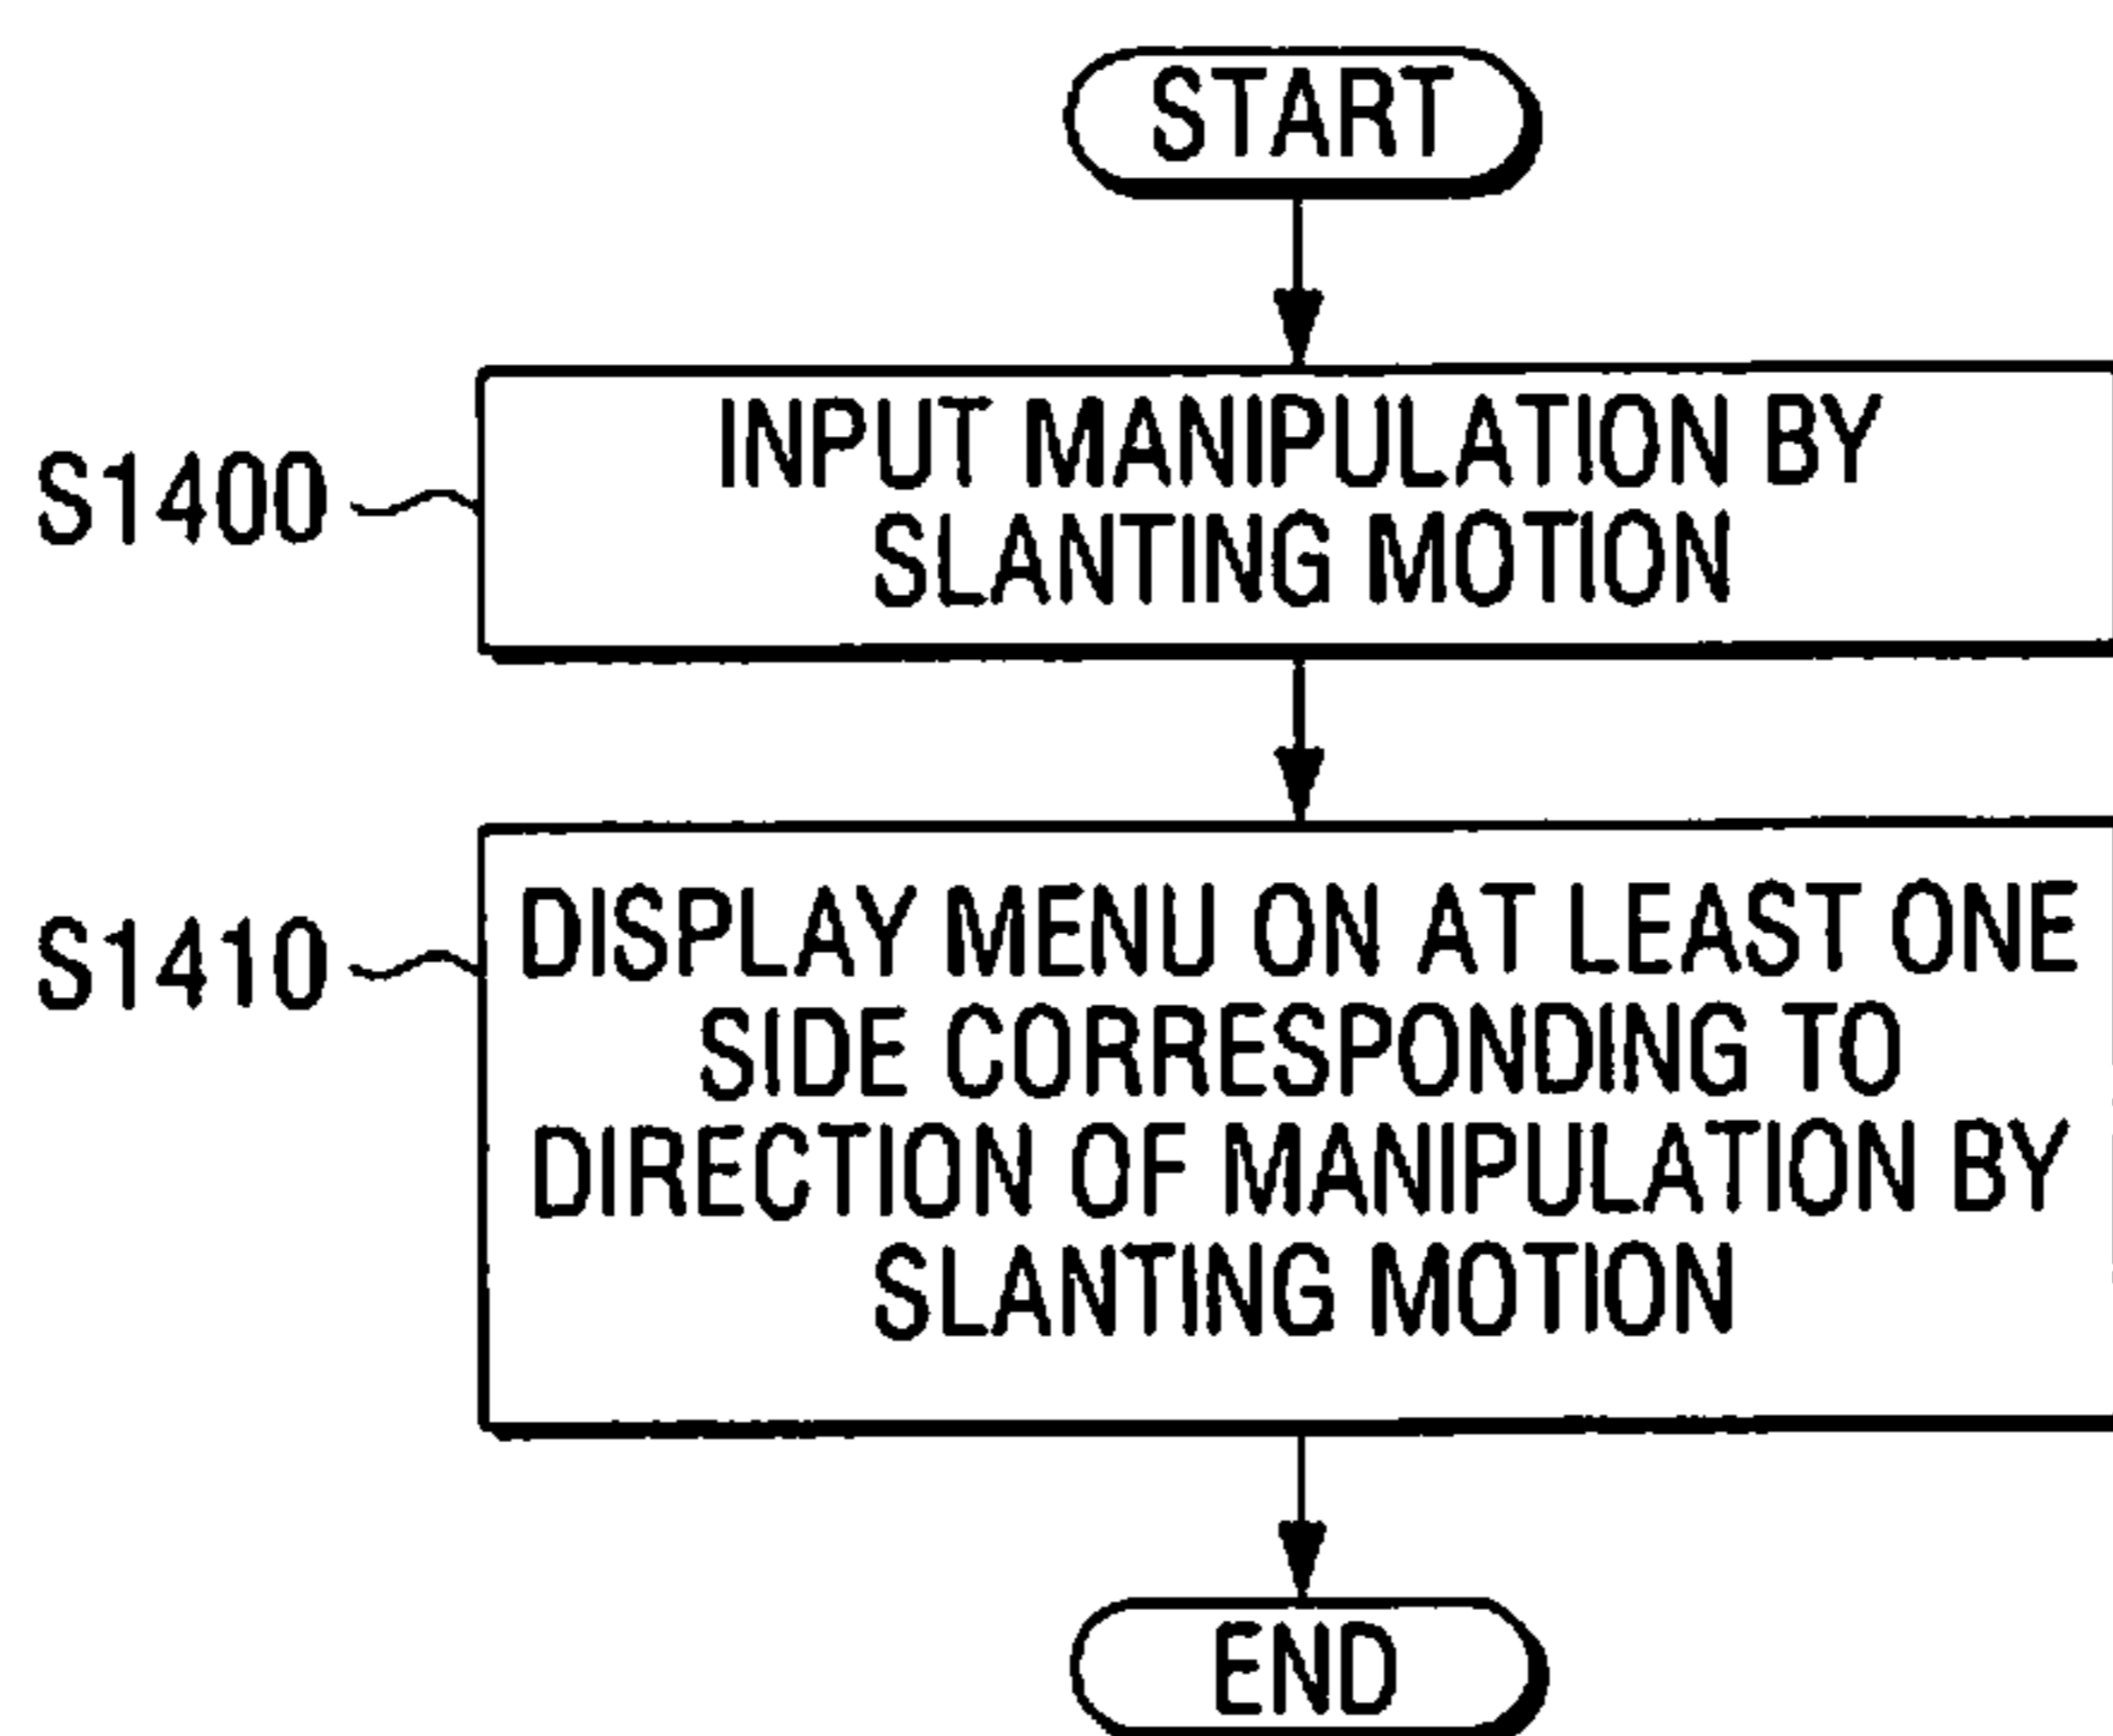 START
INPUT MANIPULATION BY
SLANTING MOTION
S1400
DISPLAY MENU ON AT LEAST ONE
SIDE CORRESPONDING TO
DIRECTION OF MANIPULATION BY
SLANTING MOTION
S1410
END